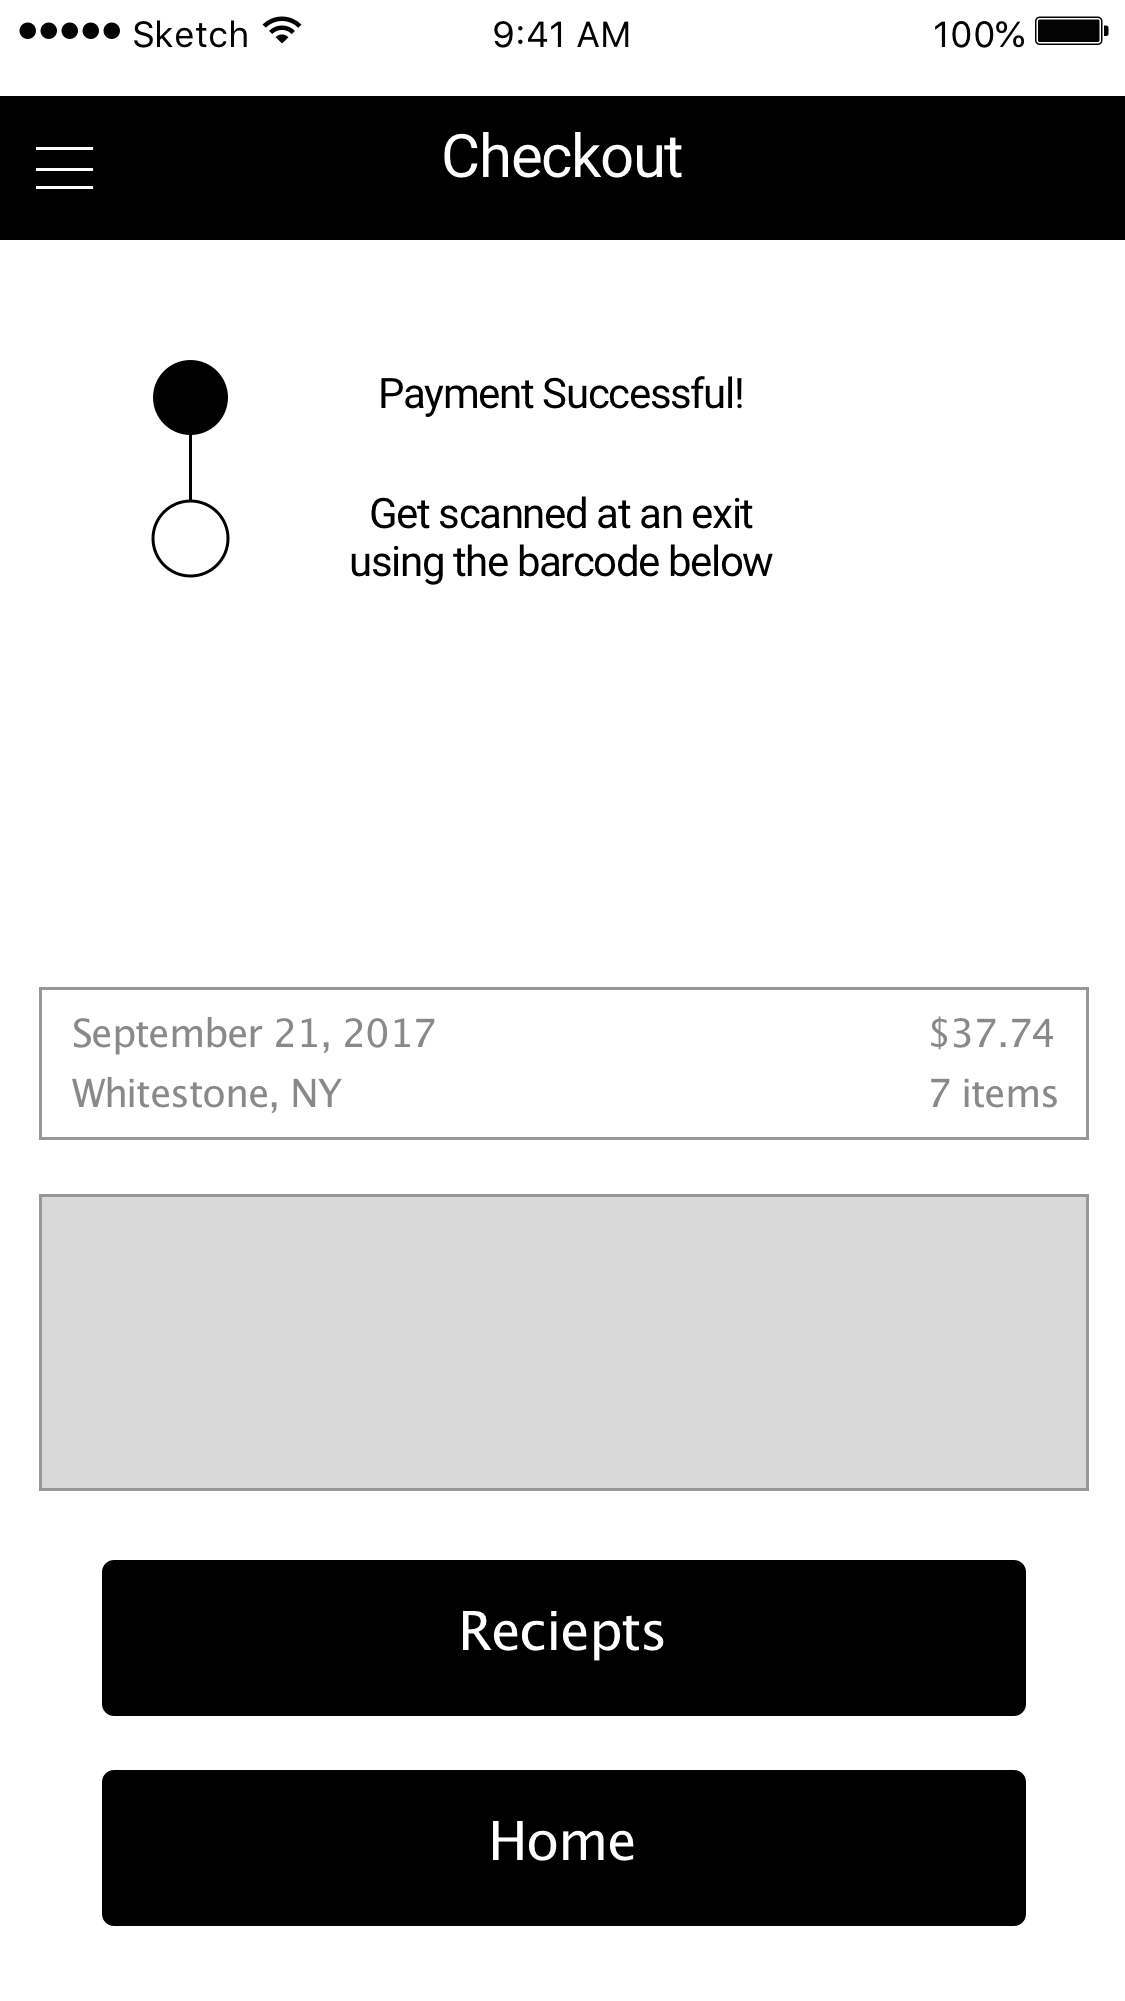 Sketch 9:41 AM 100%
Checkout
Payment Successful!
Get scanned at an exit
using the barcode below
September 21, 2017 $37.74
Whitestone, NY 7 items
Reciepts
Home